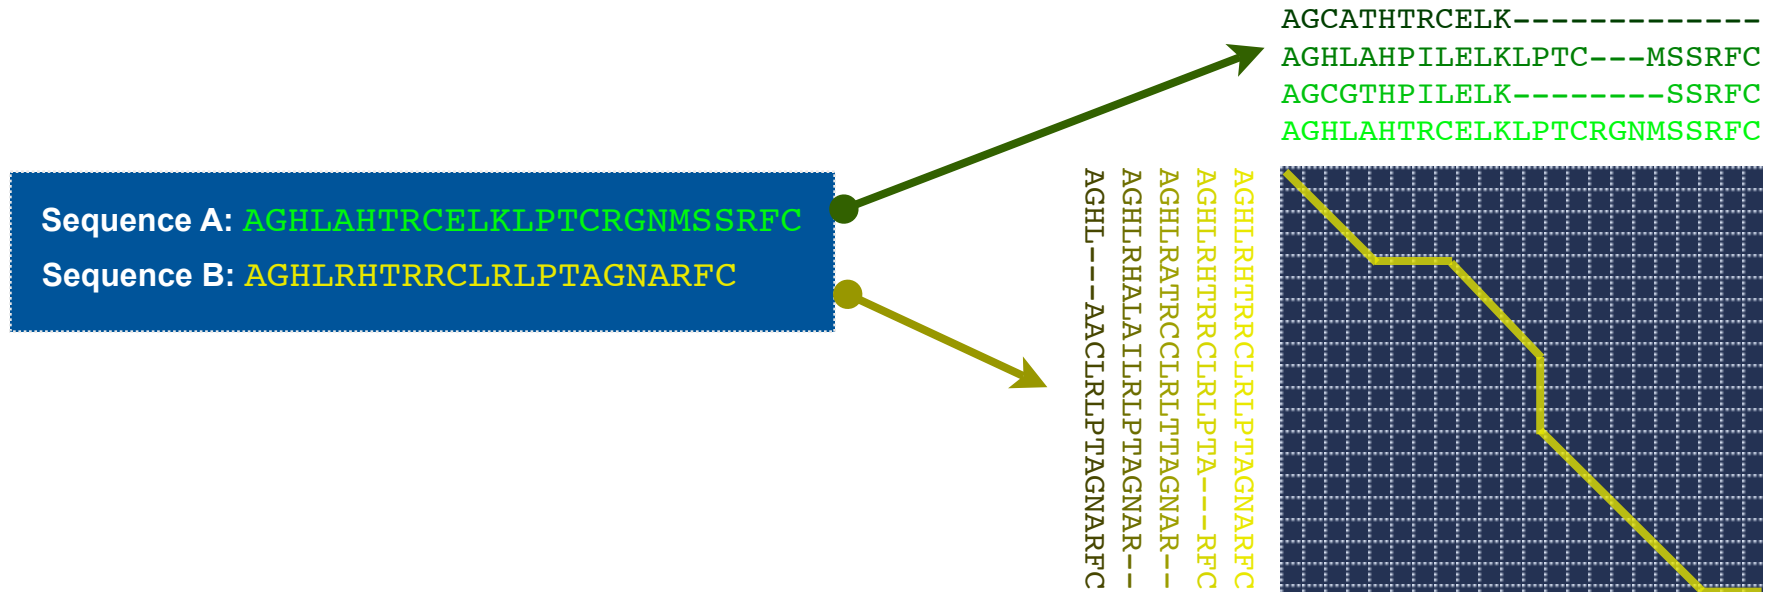 AGCATHTRCELK-------------
AGHLAHPILELKLPTC---MSSRFC
AGCGTHPILELK--------SSRFC
AGHLAHTRCELKLPTCRGNMSSRFC
Sequence A: AGHLAHTRCELKLPTCRGNMSSRFC
Sequence B: AGHLRHTRRCLRLPTAGNARFC
AGHL---AACLRLPTAGNARFC
AGHLRHALAILRLPTAGNAR--
AGHLRATRCCLRLTTAGNAR--
AGHLRHTRRCLRLPTA---RFC
AGHLRHTRRCLRLPTAGNARFC